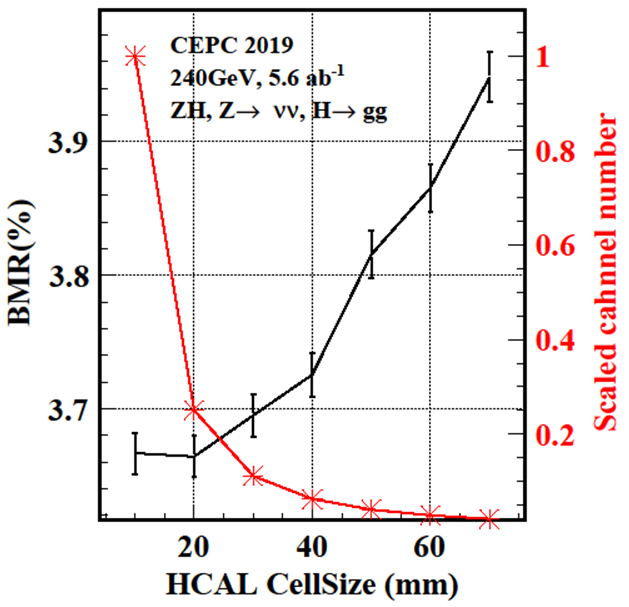 CEPC 2019
240GeV, 5.6 ab⁻¹
ZH, Z→ νν, H→ gg
BMR(%)
3.9
3.8
3.7
1
0.8
0.6
0.4
0.2
Scaled cahnnel number
20
40
60
HCAL CellSize (mm)